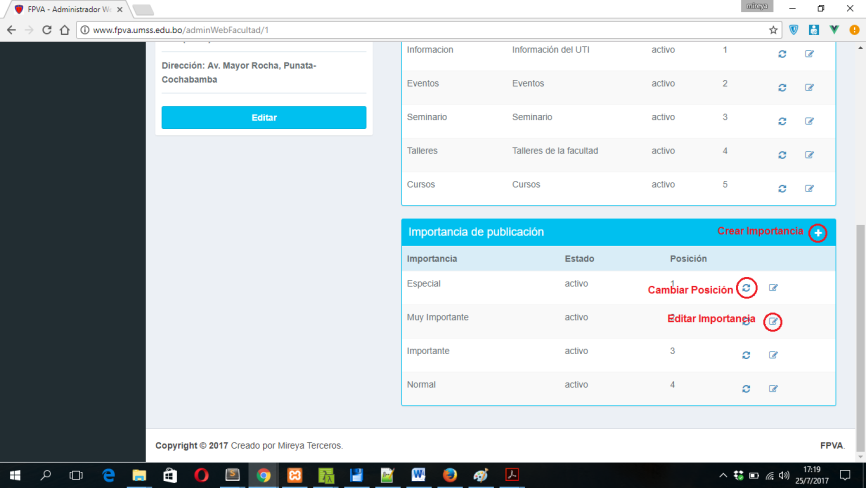 FPVA - Administrador We
mireya
www.fpva.umss.edu.bo/adminWebFacultad/1
Dirección: Av. Mayor Rocha, Punata-
Cochabamba
Editar
Informacion Información del UTI activo 1
Eventos Eventos activo 2
Seminario Seminario activo 3
Talleres Talleres de la facultad activo 4
Cursos Cursos activo 5
Importancia de publicación Crear Importancia
Importancia Estado Posición
Especial activo 1
Cambiar Posición
Muy Importante activo
Editar Importancia
Importante activo 3
Normal activo 4
Copyright © 2017 Creado por Mireya Terceros. FPVA.
17:19
25/7/2017